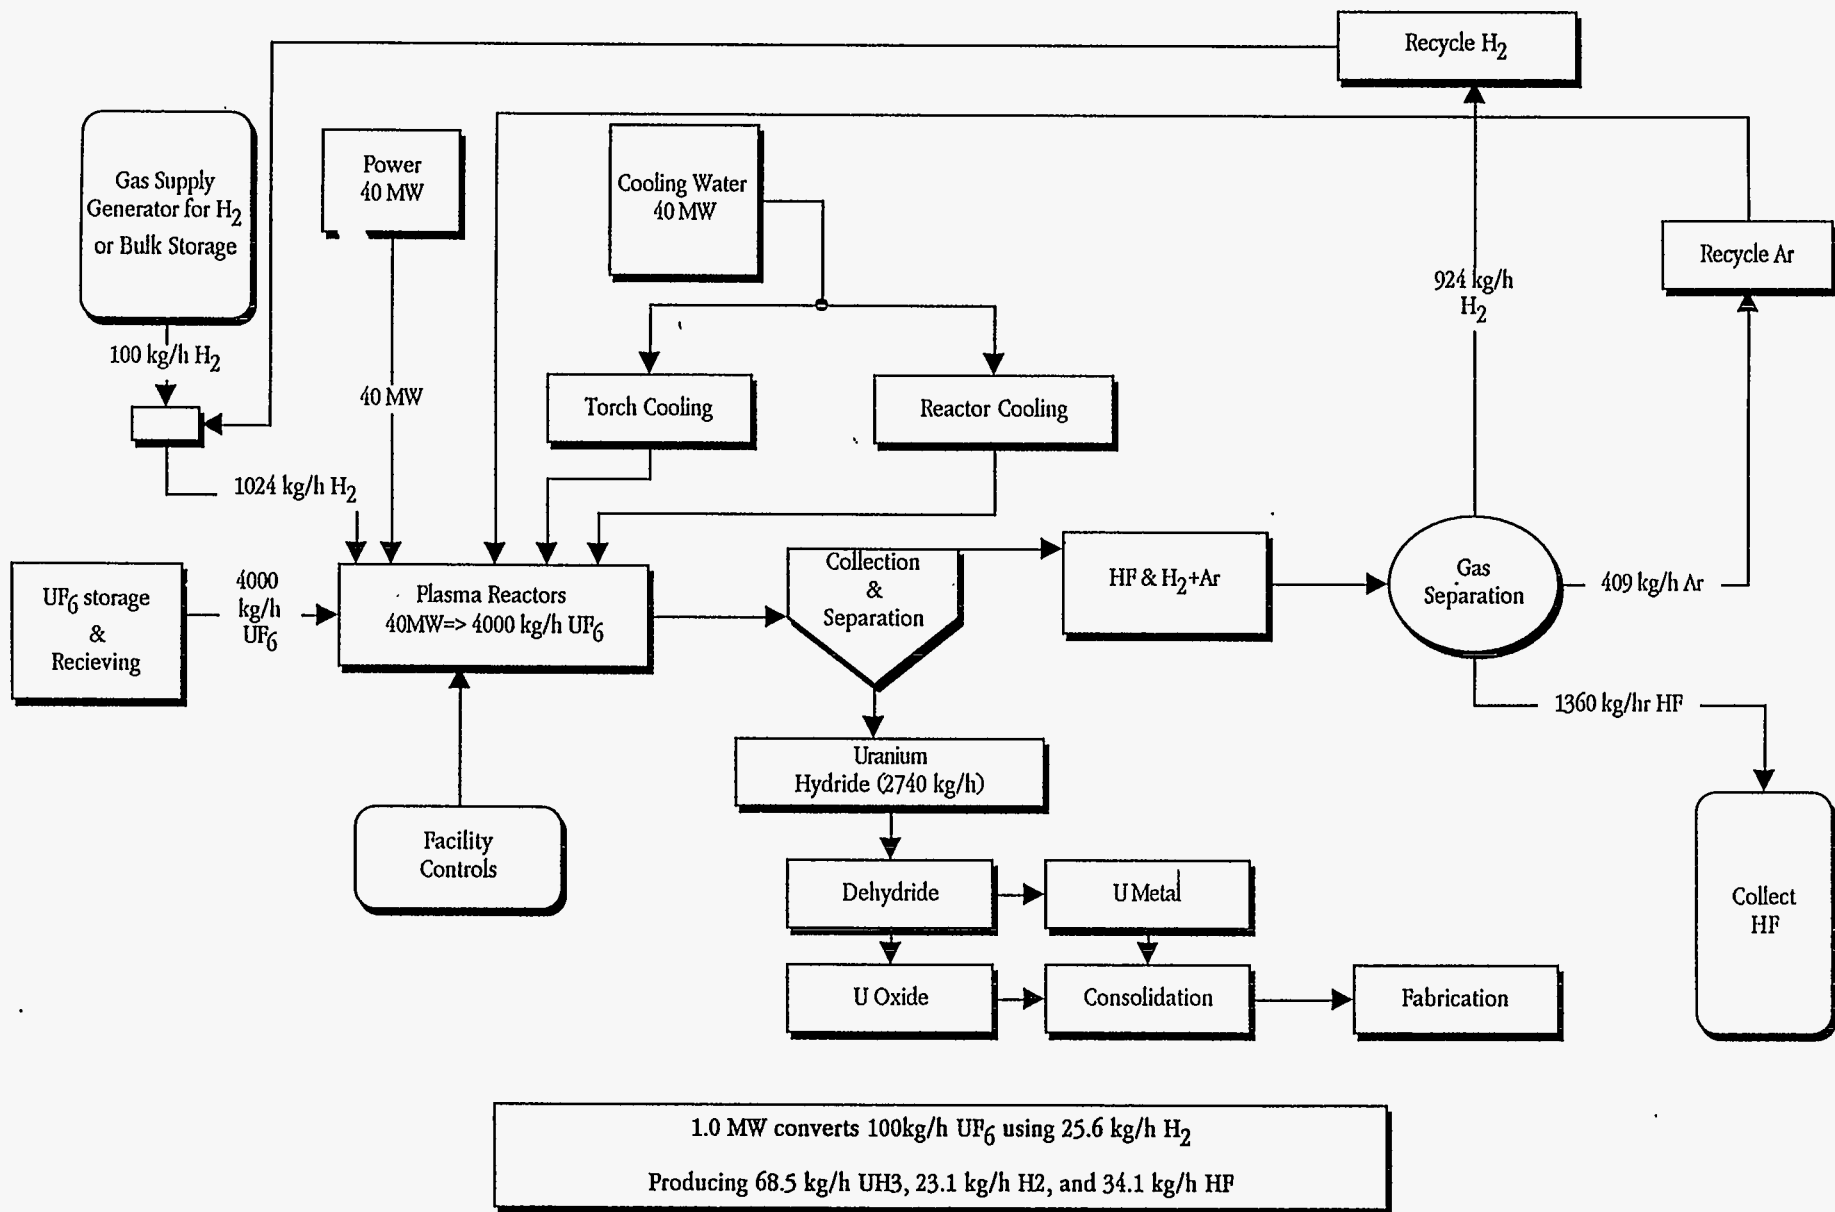 Recycle H2
Gas Supply
Generator for H2
or Bulk Storage
Power
40 MW
Cooling Water
40 MW
Recycle Ar
924 kg/h
H2
100 kg/h H2
40 MW
Torch Cooling
Reactor Cooling
1024 kg/h H2
UF6 storage
&
Recieving
4000
kg/h
UF6
Plasma Reactors
40MW=> 4000 kg/h UF6
Collection
&
Separation
HF & H2+Ar
Gas
Separation
409 kg/h Ar
1360 kg/hr HF
Uranium
Hydride (2740 kg/h)
Facility
Controls
Dehydride
U Metal
Collect
HF
U Oxide
Consolidation
Fabrication
1.0 MW converts 100kg/h UF6 using 25.6 kg/h H2
Producing 68.5 kg/h UH3, 23.1 kg/h H2, and 34.1 kg/h HF